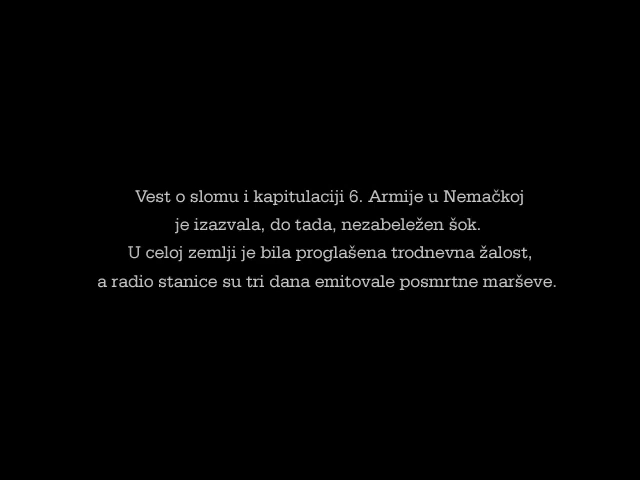 Vest o slomu i kapitulaciji 6. Armije u Nemačkoj
je izazvala, do tada, nezabeležen šok.
U celoj zemlji je bila proglašena trodnevna žalost,
a radio stanice su tri dana emitovale posmrtne marševe.